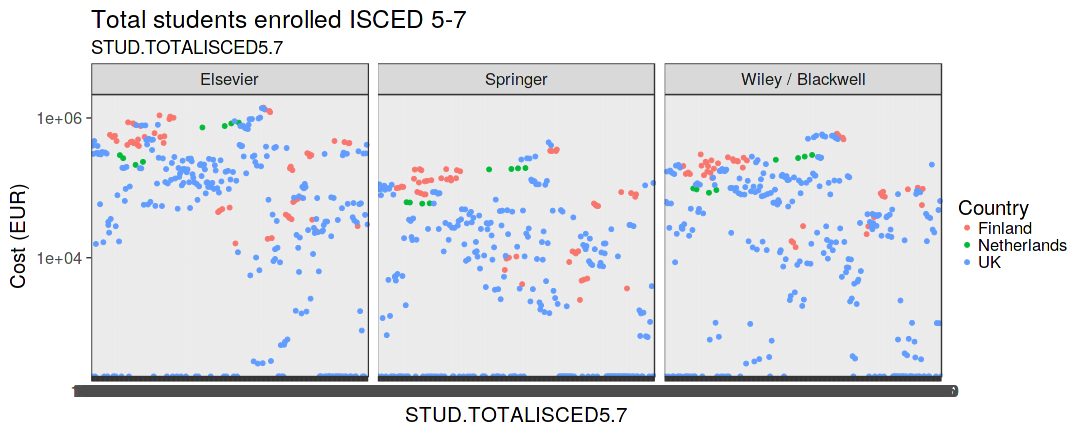 Total students enrolled ISCED 5-7
STUD.TOTALISCED5.7
Elsevier
Springer
Wiley / Blackwell
1e+06
1e+04
Cost (EUR)
STUD.TOTALISCED5.7
Country
Finland
Netherlands
UK